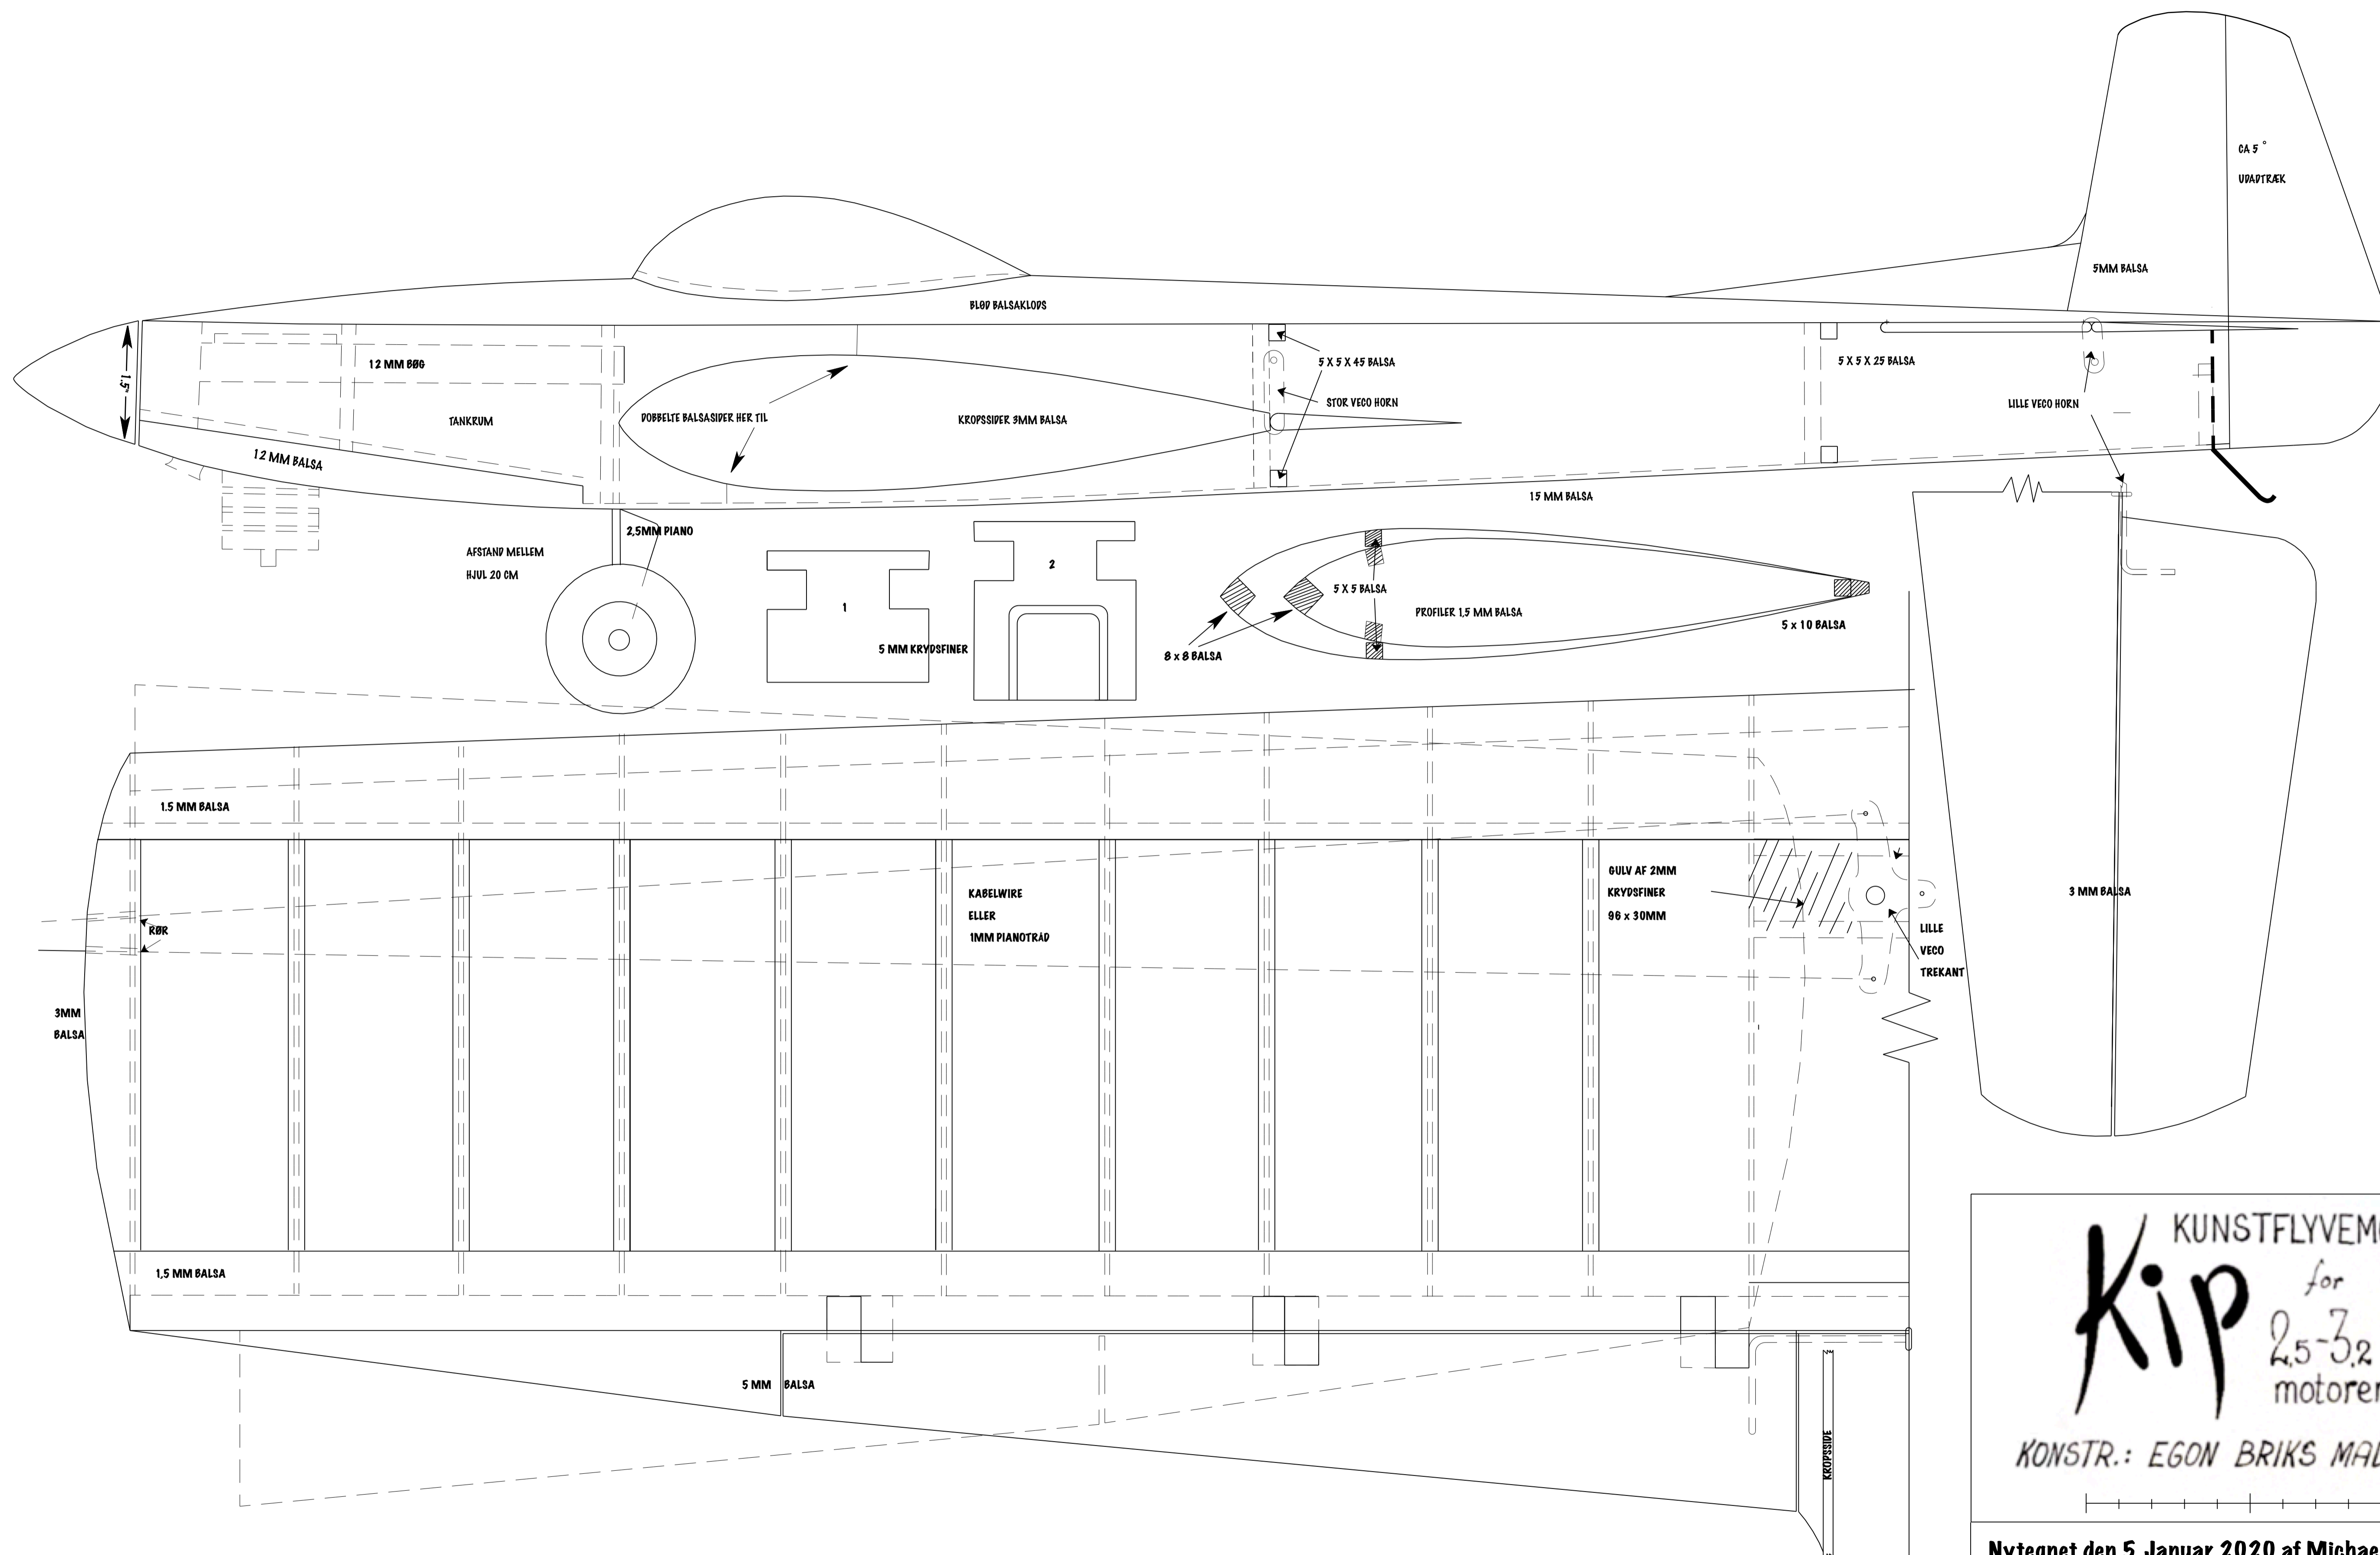 CA 5 °
UDADTRÆK
5MM BALSA
BLØD BALSAKLODS
1.5"
12 MM BØG
TANKRUM
12 MM BALSA
DOBBELTE BALSASIDER HER TIL
KROPSSIDER 3MM BALSA
5 X 5 X 45 BALSA
STOR VECO HORN
5 X 5 X 25 BALSA
LILLE VECO HORN
15 MM BALSA
2,5MM PIANO
AFSTAND MELLEM
HJUL 20 CM
1
2
5 MM KRYDSFINER
5 X 5 BALSA
PROFILER 1,5 MM BALSA
5 x 10 BALSA
8 x 8 BALSA
1.5 MM BALSA
RØR
KABELWIRE
ELLER
1MM PIANOTRÅD
GULV AF 2MM
KRYDSFINER
96 x 30MM
LILLE
VECO
TREKANT
3 MM BALSA
3MM
BALSA
1,5 MM BALSA
5 MM BALSA
KROPSSIDE
KUNSTFLYVEM
Kip
for
2,5-3,2
motorer
KONSTR.: EGON BRIKS MAD
Nytegnet den 5 Januar 2020 af Michae